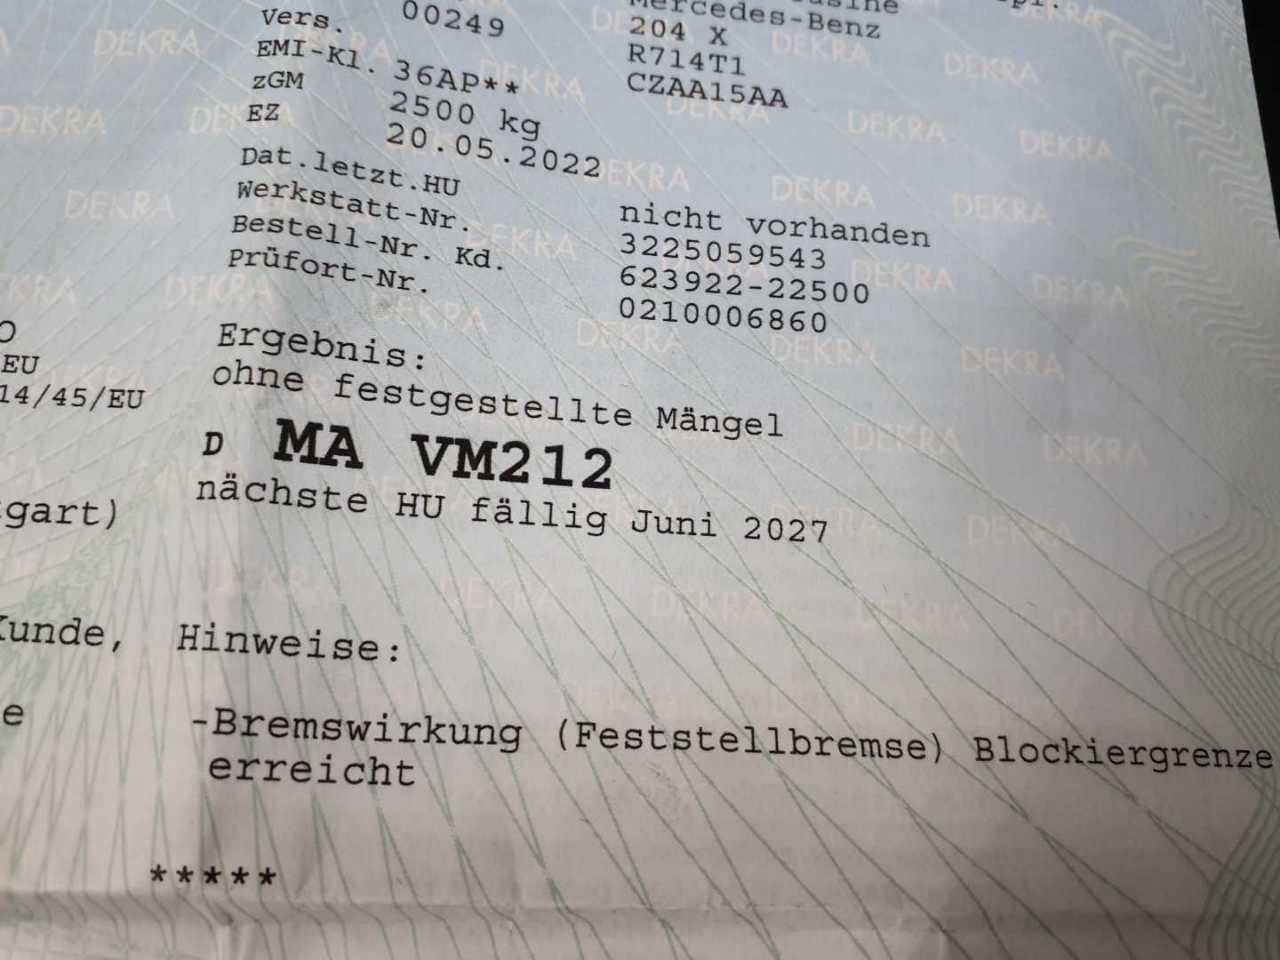 Mercedes-Benz
Vers. 00249 204 X
EMI-Kl. 36AP** R714T1
zGM 2500 kg CZAA15AA
EZ 20.05.2022
Dat.letzt.HU nicht vorhanden
Werkstatt-Nr. 3225059543
Bestell-Nr. Kd. 623922-22500
Prüfort-Nr. 0210006860
Ergebnis:
EU
ohne festgestellte Mängel
14/45/EU
D MA VM212
nächste HU fällig Juni 2027
gart)
Kunde, Hinweise:
e -Bremswirkung (Feststellbremse) Blockiergrenze
erreicht
*****
DEKRA